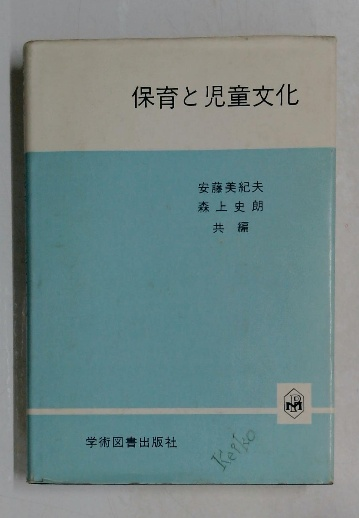 保育と児童文化
安藤美紀夫
森上史朗
共編
学術図書出版社
Keiko